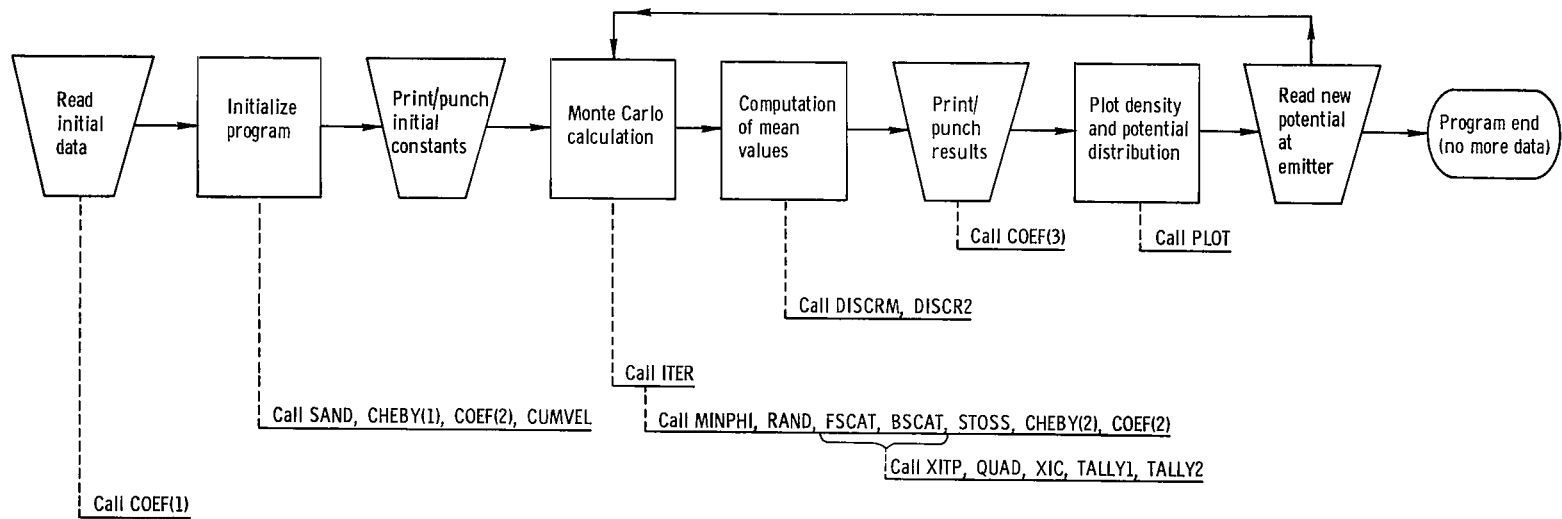 Read
initial
data
Initialize
program
Print/punch
initial
constants
Monte Carlo
calculation
Computation
of mean
values
Print/
punch
results
Plot density
and potential
distribution
Read new
potential
at
emitter
Program end
(no more data)
Call COEF(3)
Call PLOT
Call DISCRM, DISCR2
Call ITER
Call SAND, CHEBY(1), COEF(2), CUMVEL
Call MINPHI, RAND, FSCAT, BSCAT, STOSS, CHEBY(2), COEF(2)
Call XITP, QUAD, XIC, TALLY1, TALLY2
Call COEF(1)